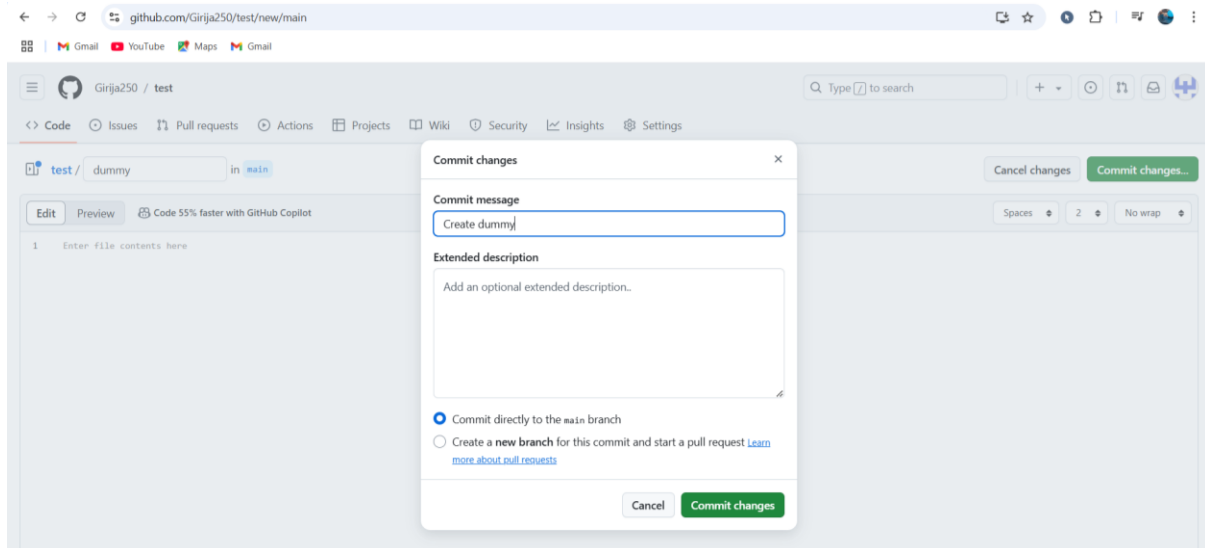 github.com/Girija250/test/new/main
Gmail YouTube Maps Gmail
Girija250 / test
Type / to search
Code Issues Pull requests Actions Projects Wiki Security Insights Settings
test / dummy in main
Cancel changes Commit changes...
Edit Preview Code 55% faster with GitHub Copilot
Spaces 2 No wrap
1 Enter file contents here
Commit changes
Commit message
Create dummy
Extended description
Add an optional extended description..
Commit directly to the main branch
Create a new branch for this commit and start a pull request Learn
more about pull requests
Cancel Commit changes